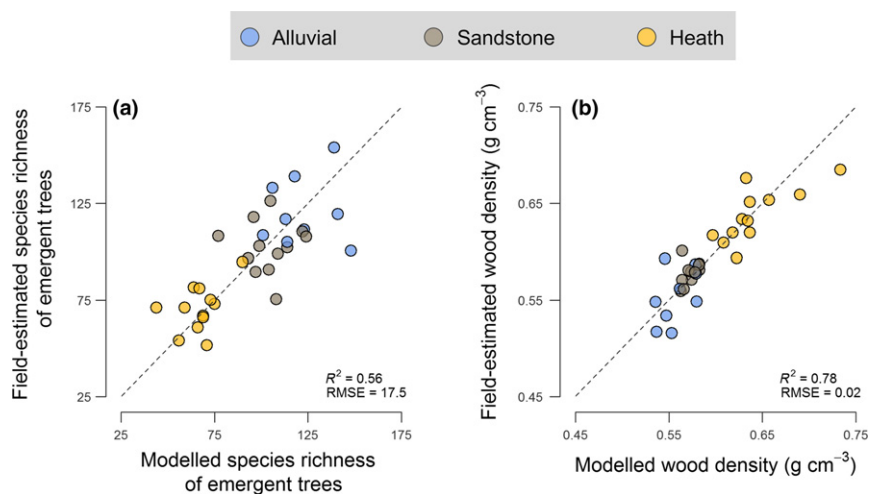 Alluvial Sandstone Heath
(a)
Field-estimated species richness
of emergent trees
175
125
75
25
R² = 0.56
RMSE = 17.5
25 75 125 175
Modelled species richness
of emergent trees
(b)
Field-estimated wood density (g cm⁻³)
0.75
0.65
0.55
0.45
R² = 0.78
RMSE = 0.02
0.45 0.55 0.65 0.75
Modelled wood density (g cm⁻³)